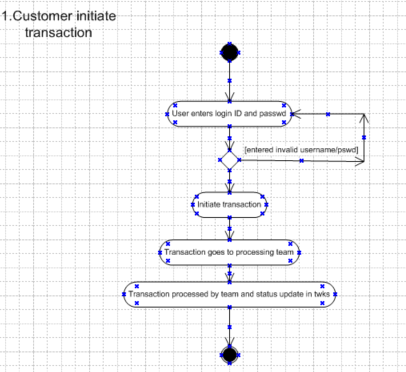 1.Customer initiate
transaction
User enters login ID and passwd
[entered invalid username/pswd]
Initiate transaction
Transaction goes to processing team
Transaction processed by team and status update in twks